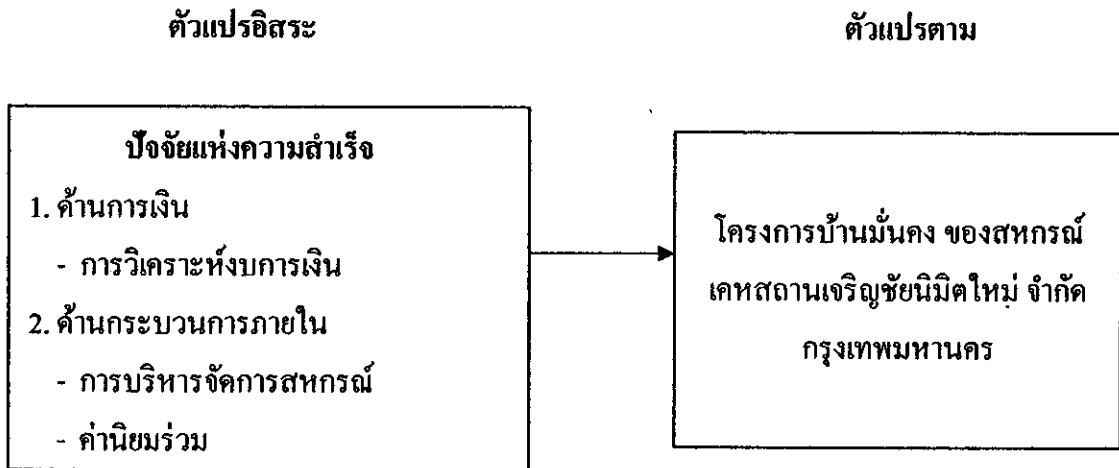 ตัวแปรอิสระ
ตัวแปรตาม
ปัจจัยแห่งความสำเร็จ
1. ด้านการเงิน
- การวิเคราะห์งบการเงิน
2. ด้านกระบวนการภายใน
- การบริหารจัดการสหกรณ์
- ค่านิยมร่วม
โครงการบ้านมั่นคง ของสหกรณ์
เคหสถานเจริญชัยนิมิตใหม่ จำกัด
กรุงเทพมหานคร